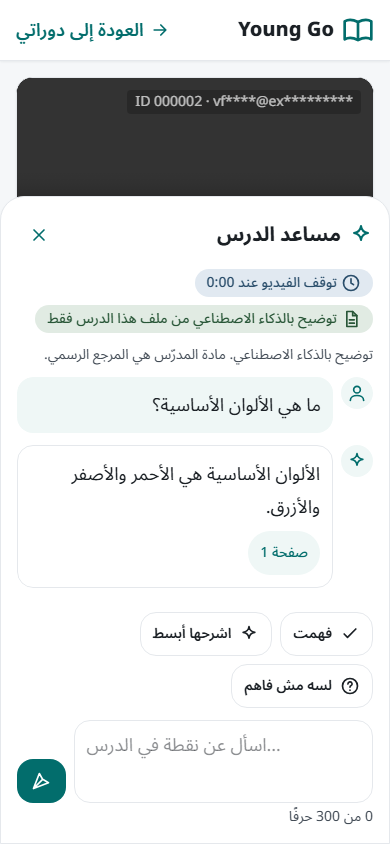 Young Go
العودة إلى دوراتي
ID 000002 · vf****@ex*********
مساعد الدرس
توقف الفيديو عند 0:00
توضيح بالذكاء الاصطناعي من ملف هذا الدرس فقط
توضيح بالذكاء الاصطناعي. مادة المدرّس هي المرجع الرسمي.
ما هي الألوان الأساسية؟
الألوان الأساسية هي الأحمر والأصفر
والأزرق.
صفحة 1
فهمت
اشرحها أبسط
لسه مش فاهم
اسأل عن نقطة في الدرس...
0 من 300 حرفًا